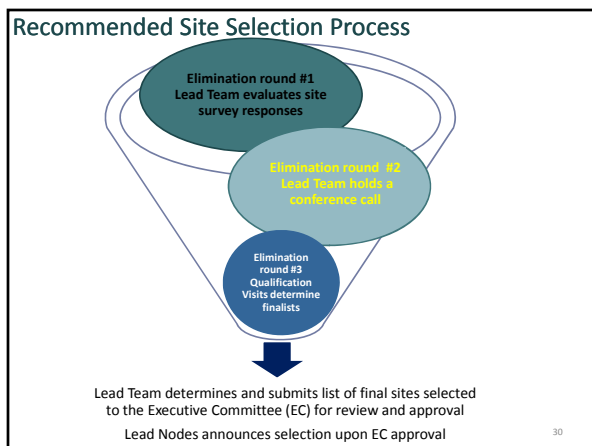 Recommended Site Selection Process
Elimination round #1
Lead Team evaluates site
survey responses
Elimination round #2
Lead Team holds a
conference call
Elimination
round #3
Qualification
Visits determine
finalists
Lead Team determines and submits list of final sites selected
to the Executive Committee (EC) for review and approval
Lead Nodes announces selection upon EC approval
30